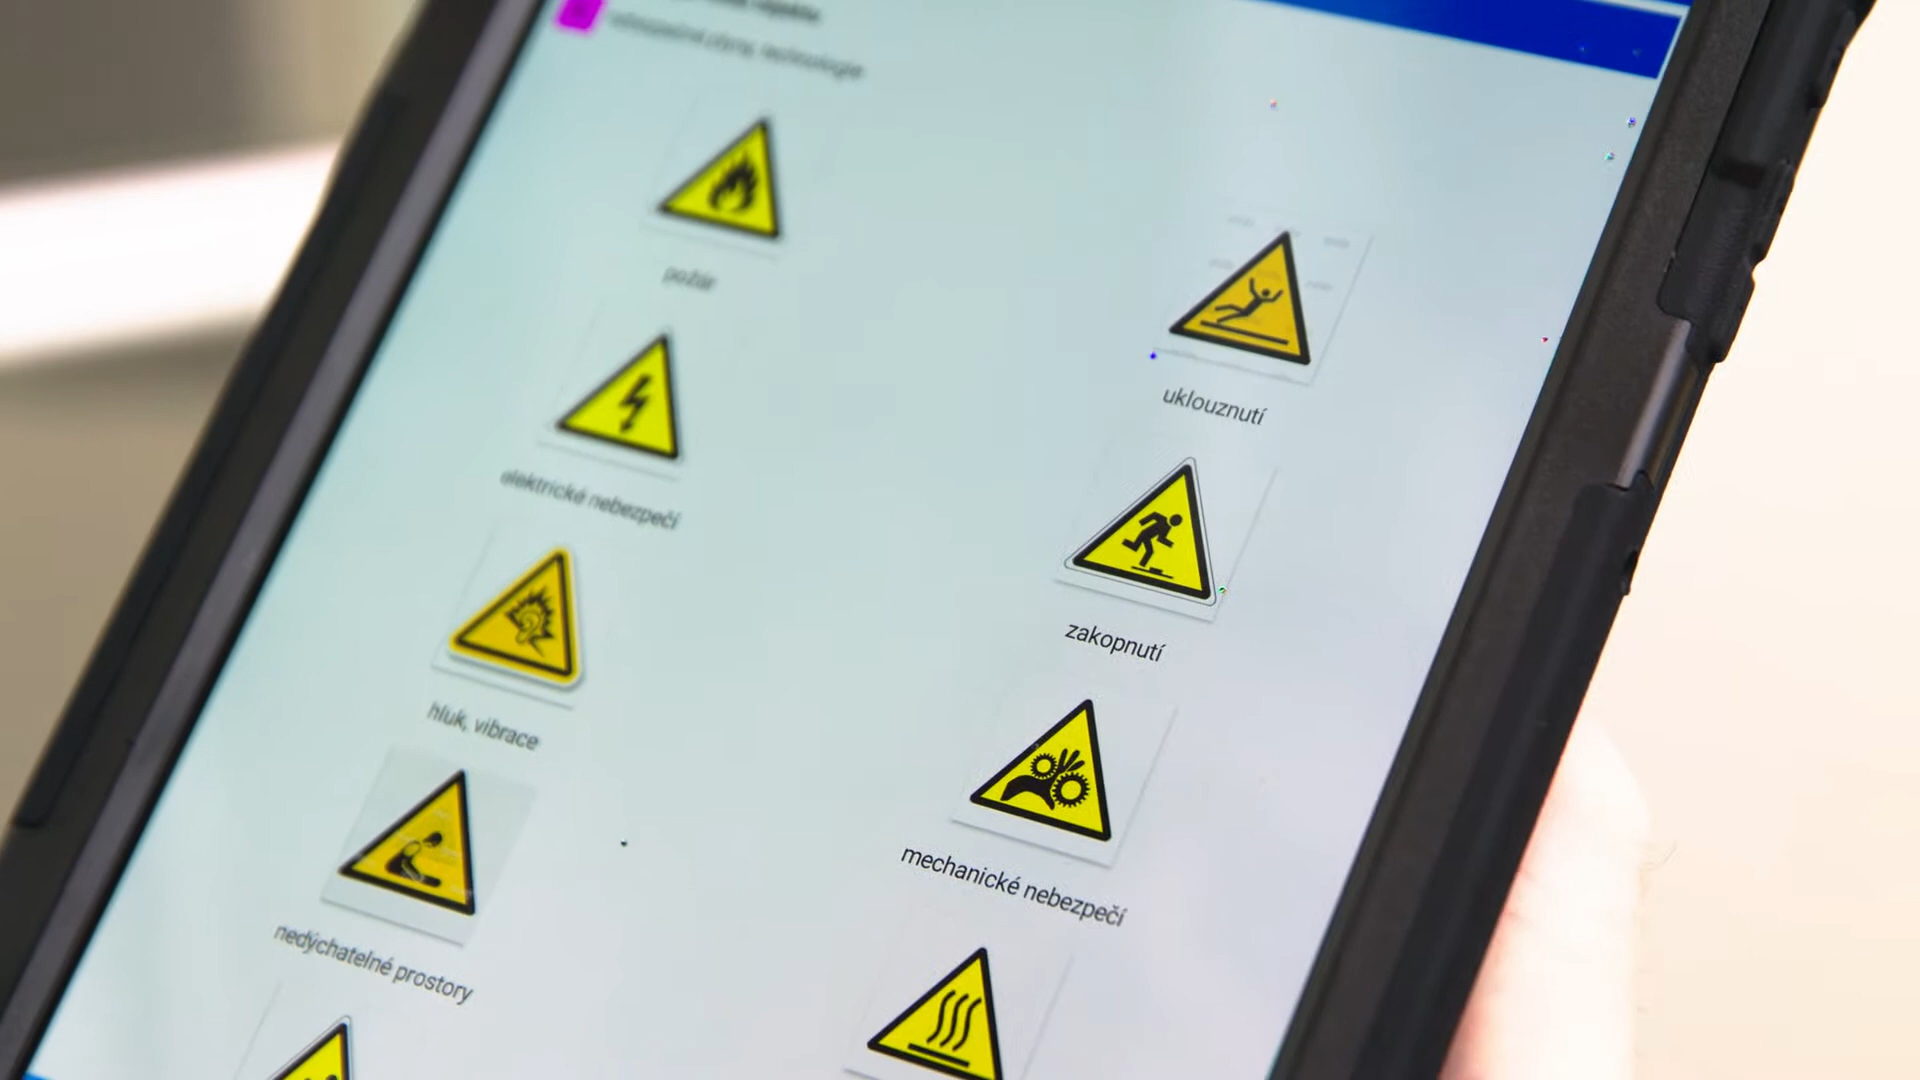 požár
uklouznutí
elektrické nebezpečí
zakopnutí
hluk, vibrace
mechanické nebezpečí
nedýchatelné prostory